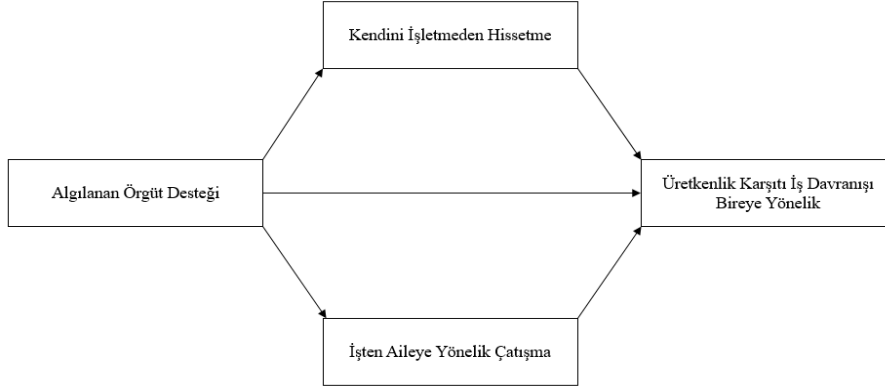 Kendini İşletmeden Hissetme
Algılanan Örgüt Desteği
Üretkenlik Karşıtı İş Davranışı
Bireye Yönelik
İşten Aileye Yönelik Çatışma